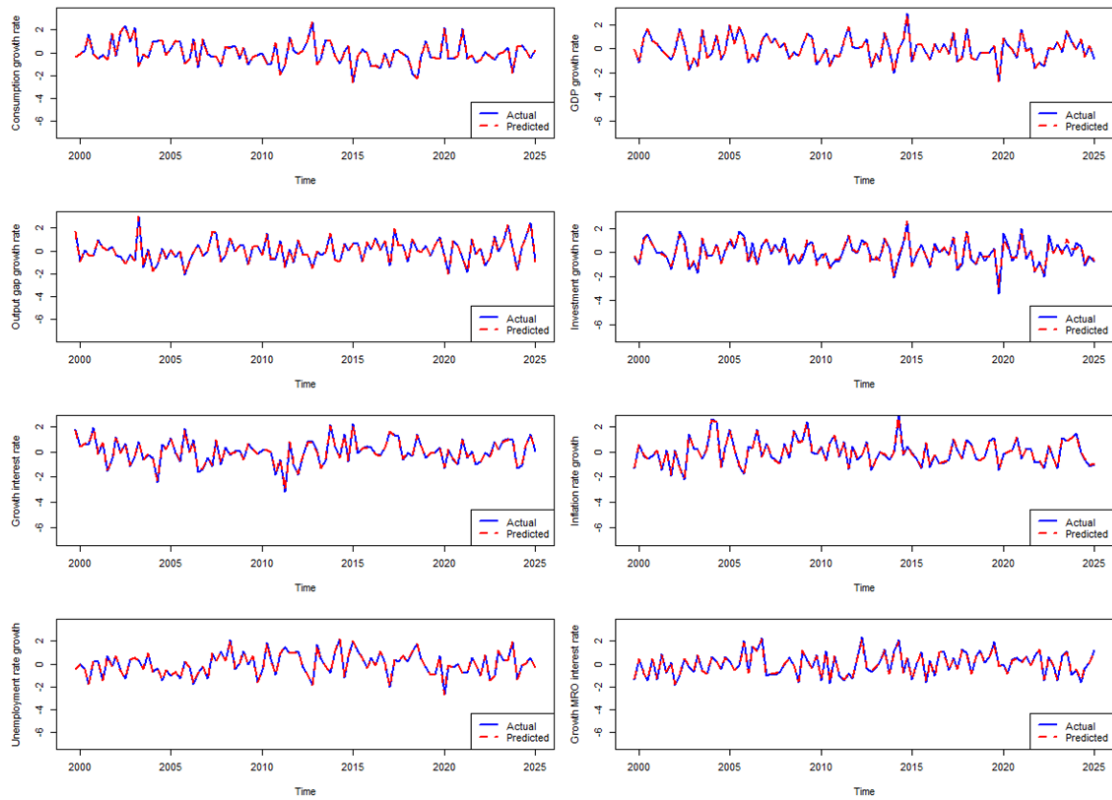 Consumption growth rate
2
0
-2
-4
-6
Actual
Predicted
2000 2005 2010 2015 2020 2025
Time
GDP growth rate
2
0
-2
-4
-6
Actual
Predicted
2000 2005 2010 2015 2020 2025
Time
Output gap growth rate
2
0
-2
-4
-6
Actual
Predicted
2000 2005 2010 2015 2020 2025
Time
Investment growth rate
2
0
-2
-4
-6
Actual
Predicted
2000 2005 2010 2015 2020 2025
Time
Growth interest rate
2
0
-2
-4
-6
Actual
Predicted
2000 2005 2010 2015 2020 2025
Time
Inflation rate growth
2
0
-2
-4
-6
Actual
Predicted
2000 2005 2010 2015 2020 2025
Time
Unemployment rate growth
2
0
-2
-4
-6
Actual
Predicted
2000 2005 2010 2015 2020 2025
Time
Growth MRO interest rate
2
0
-2
-4
-6
Actual
Predicted
2000 2005 2010 2015 2020 2025
Time